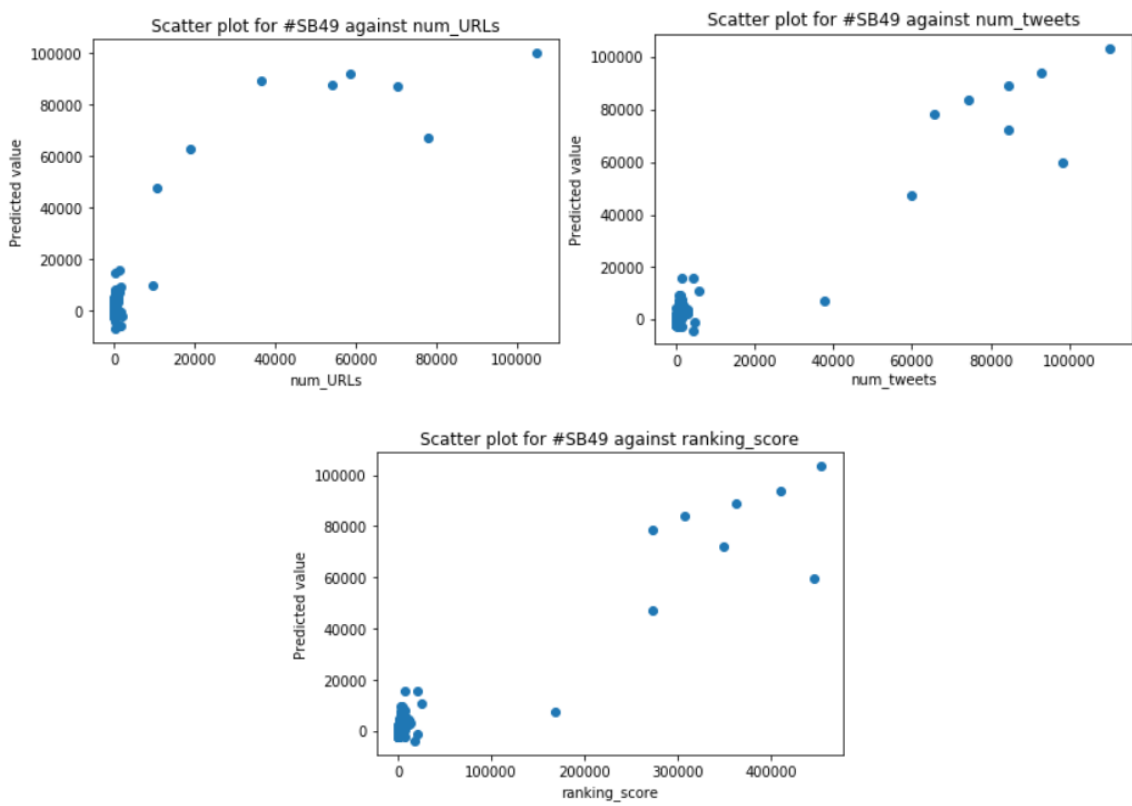 Scatter plot for #SB49 against num_URLs
100000
80000
60000
40000
20000
0
Predicted value
0 20000 40000 60000 80000 100000
num_URLs
Scatter plot for #SB49 against num_tweets
100000
80000
60000
40000
20000
0
Predicted value
0 20000 40000 60000 80000 100000
num_tweets
Scatter plot for #SB49 against ranking_score
100000
80000
60000
40000
20000
0
Predicted value
0 100000 200000 300000 400000
ranking_score